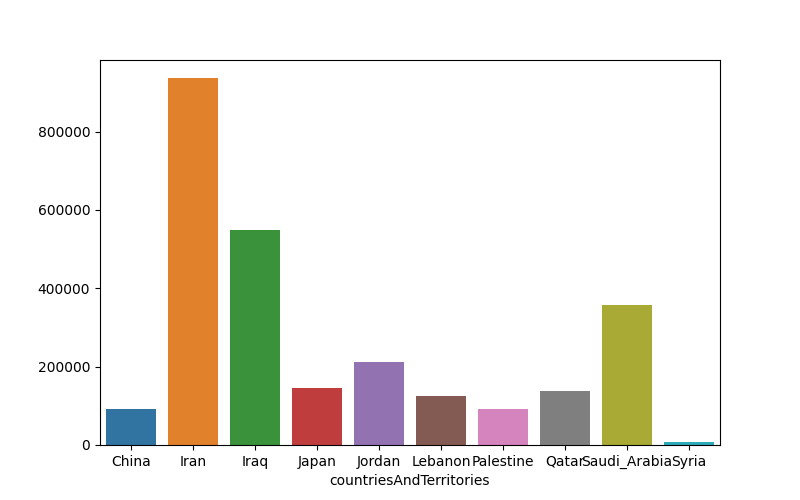 800000
600000
400000
200000
0
China Iran Iraq Japan Jordan Lebanon Palestine Qatar Saudi_Arabia Syria
countriesAndTerritories